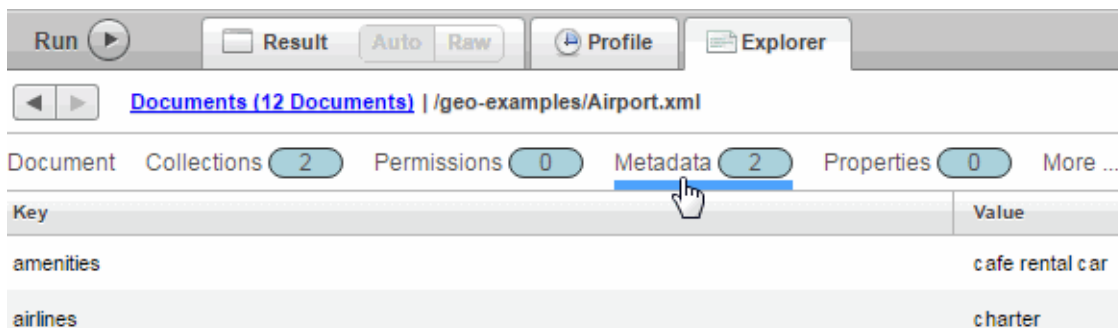 Run Result Auto Raw Profile Explorer
Documents (12 Documents) | /geo-examples/Airport.xml
Document Collections 2 Permissions 0 Metadata 2 Properties 0 More ...
Key Value
amenities cafe rental car
airlines charter